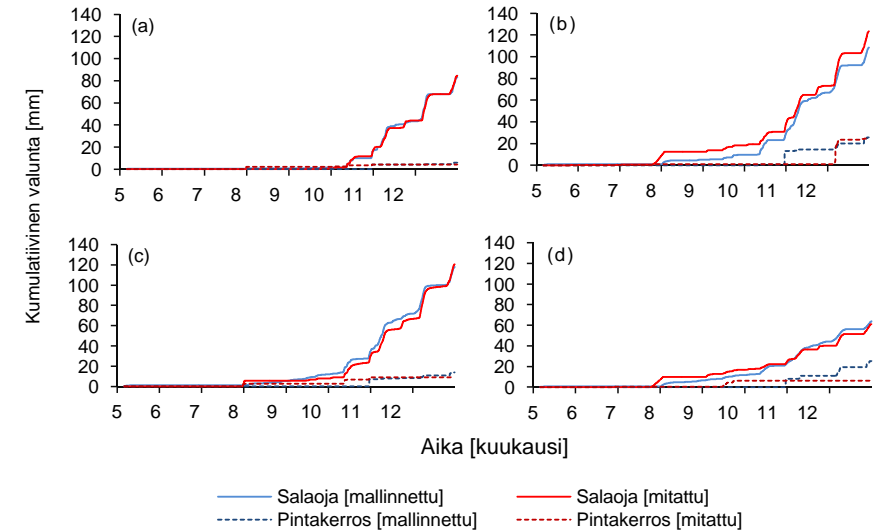 Kumulatiivinen valunta [mm]
(a)
140
120
100
80
60
40
20
0
5 6 7 8 9 10 11 12
(b)
140
120
100
80
60
40
20
0
5 6 7 8 9 10 11 12
(c)
140
120
100
80
60
40
20
0
5 6 7 8 9 10 11 12
(d)
140
120
100
80
60
40
20
0
5 6 7 8 9 10 11 12
Aika [kuukausi]
Salaoja [mallinnettu] Salaoja [mitattu]
Pintakerros [mallinnettu] Pintakerros [mitattu]